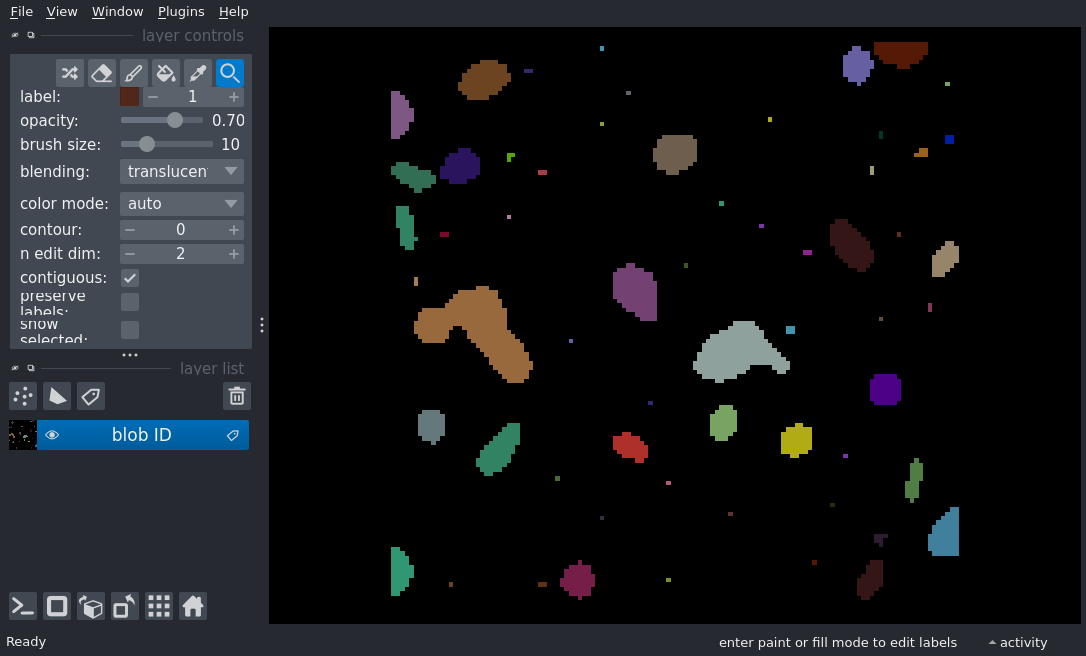 File View Window Plugins Help
layer controls
label: 1
opacity: 0.70
brush size: 10
blending: translucen
color mode: auto
contour: 0
n edit dim: 2
contiguous:
preserve
labels:
show
selected:
layer list
blob ID
Ready enter paint or fill mode to edit labels activity